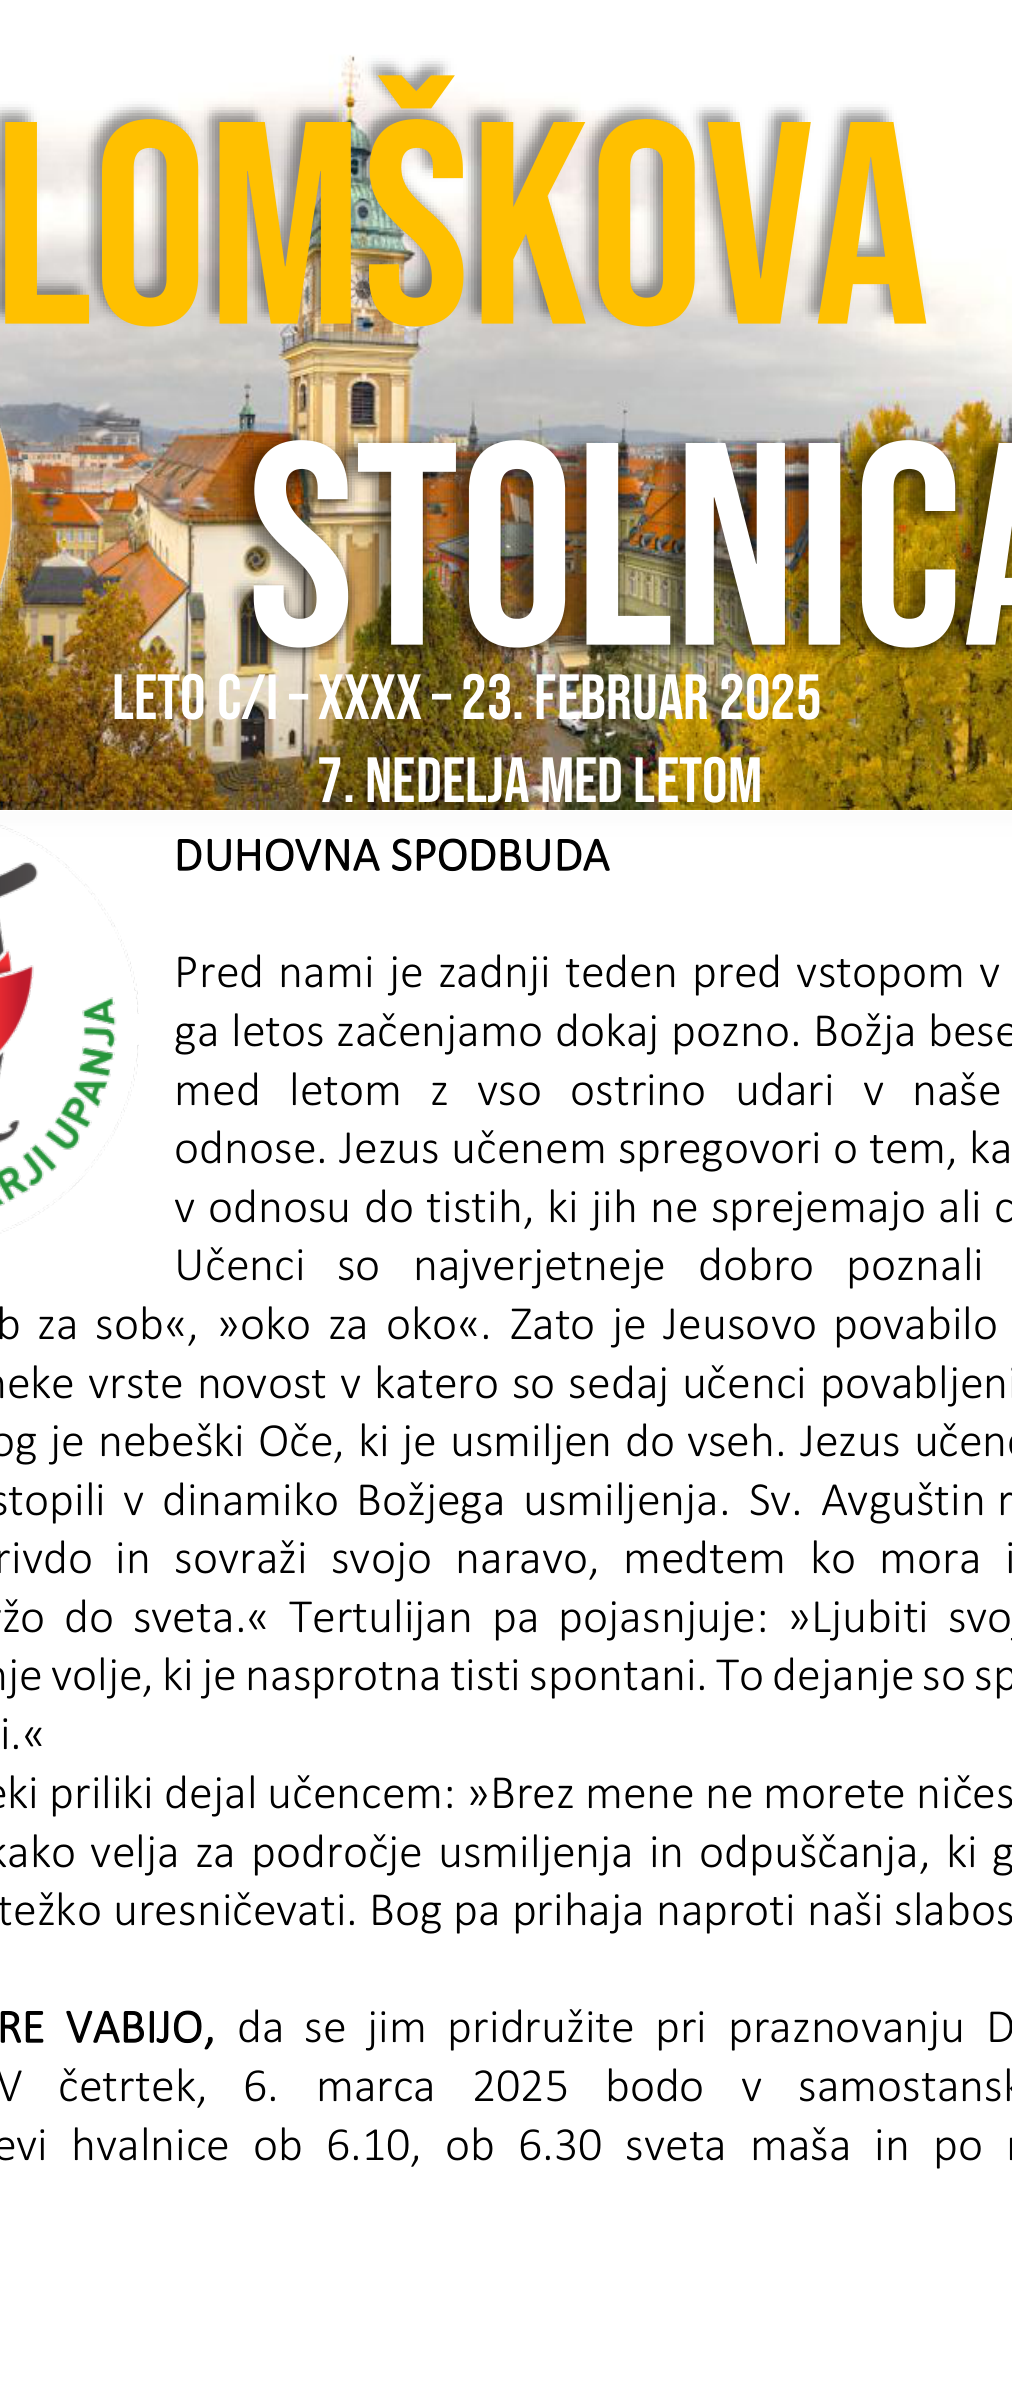 LOMŠKOVA
STOLNICA
LETO C/I – XXXX – 23. FEBRUAR 2025
7. NEDELJA MED LETOM
DUHOVNA SPODBUDA
RJI UPANJA
Pred nami je zadnji teden pred vstopom v
ga letos začenjamo dokaj pozno. Božja bese
med letom z vso ostrino udari v naše
odnose. Jezus učenem spregovori o tem, ka
v odnosu do tistih, ki jih ne sprejemajo ali
Učenci so najverjetneje dobro poznali
b za sob«, »oko za oko«. Zato je Jeusovo povabilo
neke vrste novost v katero so sedaj učenci povabljeni
og je nebeški Oče, ki je usmiljen do vseh. Jezus učenc
stopili v dinamiko Božjega usmiljenja. Sv. Avguštin
rivdo in sovraži svojo naravo, medtem ko mora i
ržo do sveta.« Tertulijan pa pojasnjuje: »Ljubiti svoj
nje volje, ki je nasprotna tisti spontani. To dejanje so sp
i.«
eki priliki dejal učencem: »Brez mene ne morete ničes
kako velja za področje usmiljenja in odpuščanja, ki g
težko uresničevati. Bog pa prihaja naproti naši slabos
RE VABIJO, da se jim pridružite pri praznovanju D
V četrtek, 6. marca 2025 bodo v samostansk
evi hvalnice ob 6.10, ob 6.30 sveta maša in po